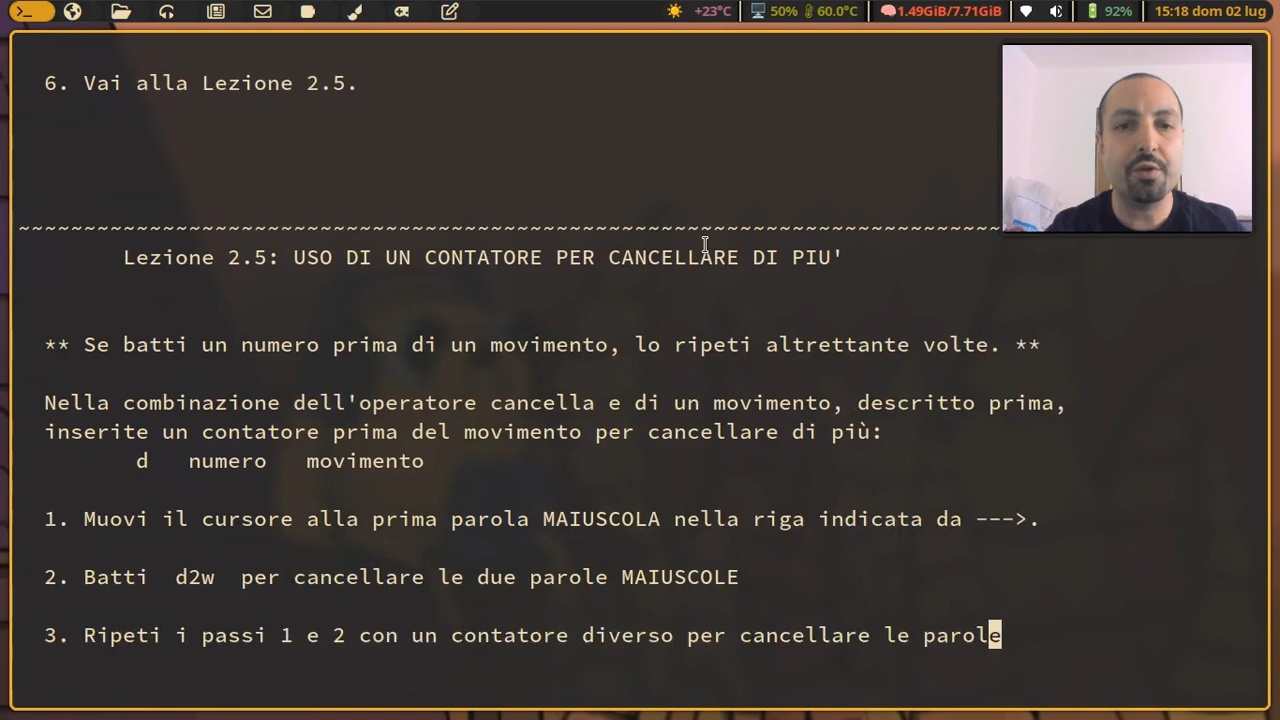 +23°C 50% 60.0°C 1.49GiB/7.71GiB 92% 15:18 dom 02 lug
6. Vai alla Lezione 2.5.
~~~~~~~~~~~~~~~~~~~~~~~~~~~~~~~~~~~~~~~~~~~~~~~~~~~~~~~~~~~~~~~~~~~~~~~~~~~
Lezione 2.5: USO DI UN CONTATORE PER CANCELLARE DI PIU'
** Se batti un numero prima di un movimento, lo ripeti altrettante volte. **
Nella combinazione dell'operatore cancella e di un movimento, descritto prima,
inserite un contatore prima del movimento per cancellare di più:
d numero movimento
1. Muovi il cursore alla prima parola MAIUSCOLA nella riga indicata da --->.
2. Batti d2w per cancellare le due parole MAIUSCOLE
3. Ripeti i passi 1 e 2 con un contatore diverso per cancellare le parole